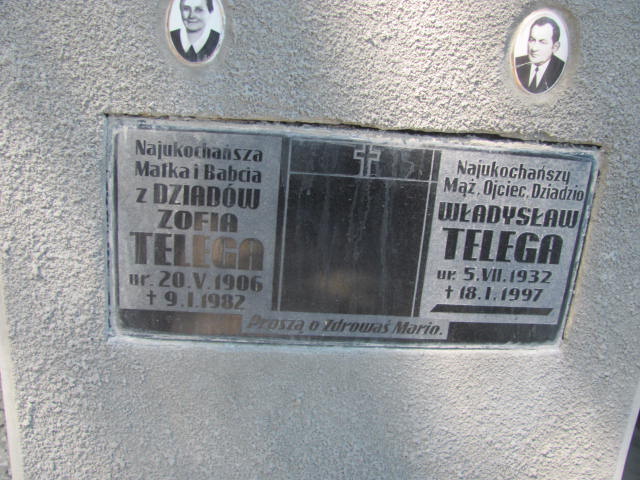 Najukochańsza
Matka i Babcia
z DZIADÓW
ZOFIA
TELEGA
ur. 20.V.1906
† 9.I.1982
Najukochańszy
Mąż, Ojciec, Dziadzio
WŁADYSŁAW
TELEGA
ur. 5.VII.1932
† 18.I.1997
Proszą o Zdrowaś Mario.